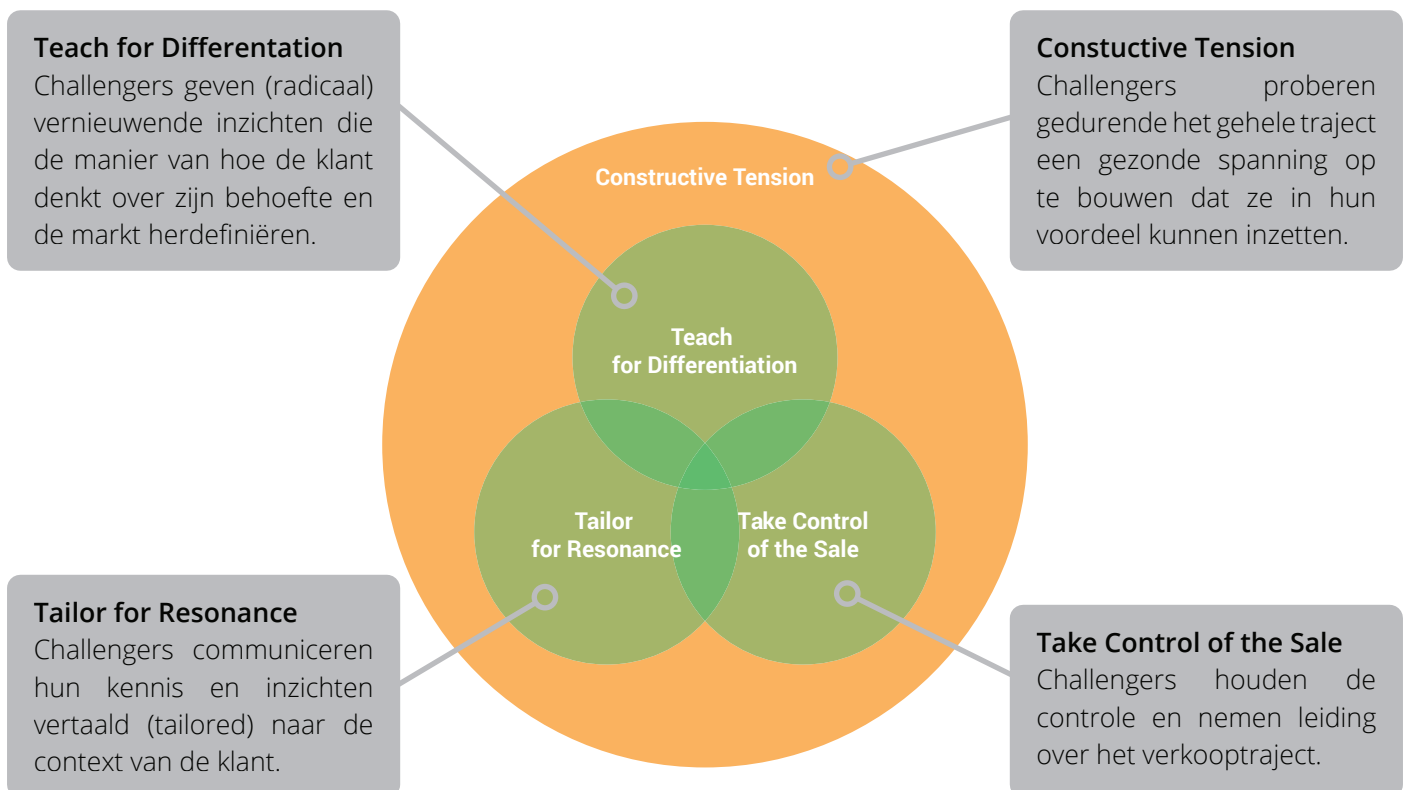 Teach for Differentation
Challengers geven (radicaal)
vernieuwende inzichten die
de manier van hoe de klant
denkt over zijn behoefte en
de markt herdefiniëren.
Constuctive Tension
Challengers proberen
gedurende het gehele traject
een gezonde spanning op
te bouwen dat ze in hun
voordeel kunnen inzetten.
Constructive Tension
Teach
for Differentiation
Tailor
for Resonance
Take Control
of the Sale
Tailor for Resonance
Challengers communiceren
hun kennis en inzichten
vertaald (tailored) naar de
context van de klant.
Take Control of the Sale
Challengers houden de
controle en nemen leiding
over het verkooptraject.